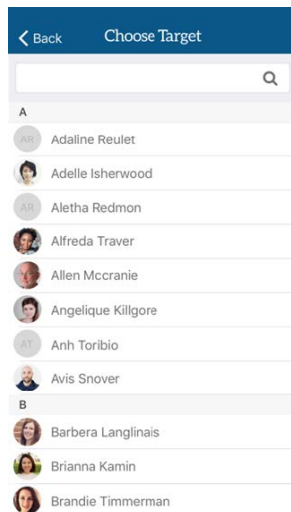 Back Choose Target
A
AR Adaline Reulet
Adelle Isherwood
AR Aletha Redmon
Alfreda Traver
Allen Mccranie
Angelique Killgore
AT Anh Toribio
Avis Snover
B
Barbera Langlinais
Brianna Kamin
Brandie Timmerman